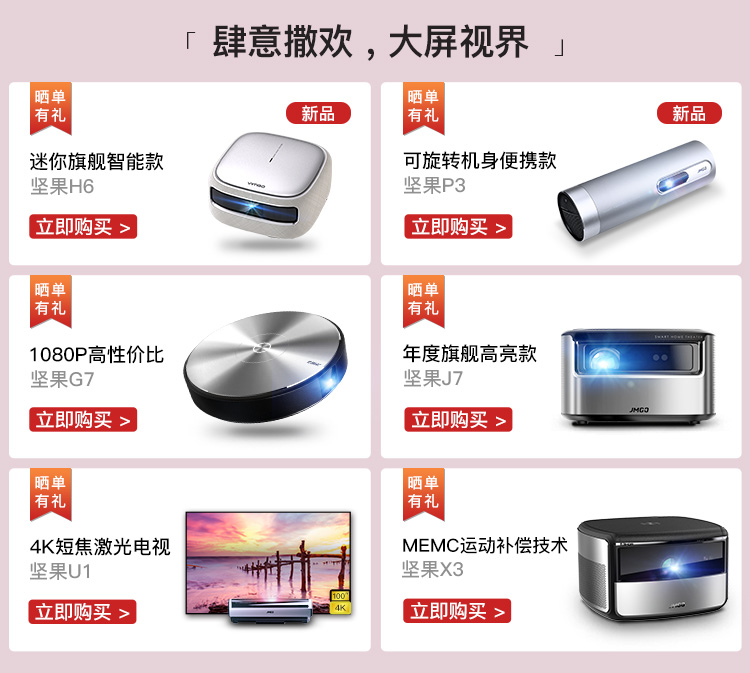 「 肆意撒欢，大屏视界 」
晒单
有礼
新品
迷你旗舰智能款
坚果H6
立即购买 >
晒单
有礼
新品
可旋转机身便携款
坚果P3
JMGO
立即购买 >
晒单
有礼
1080P高性价比
坚果G7
立即购买 >
晒单
有礼
年度旗舰高亮款
坚果J7
SMART HOME THEATER
JMGO
立即购买 >
晒单
有礼
4K短焦激光电视
坚果U1
100"
4K
JMGO
立即购买 >
晒单
有礼
MEMC运动补偿技术
坚果X3
立即购买 >